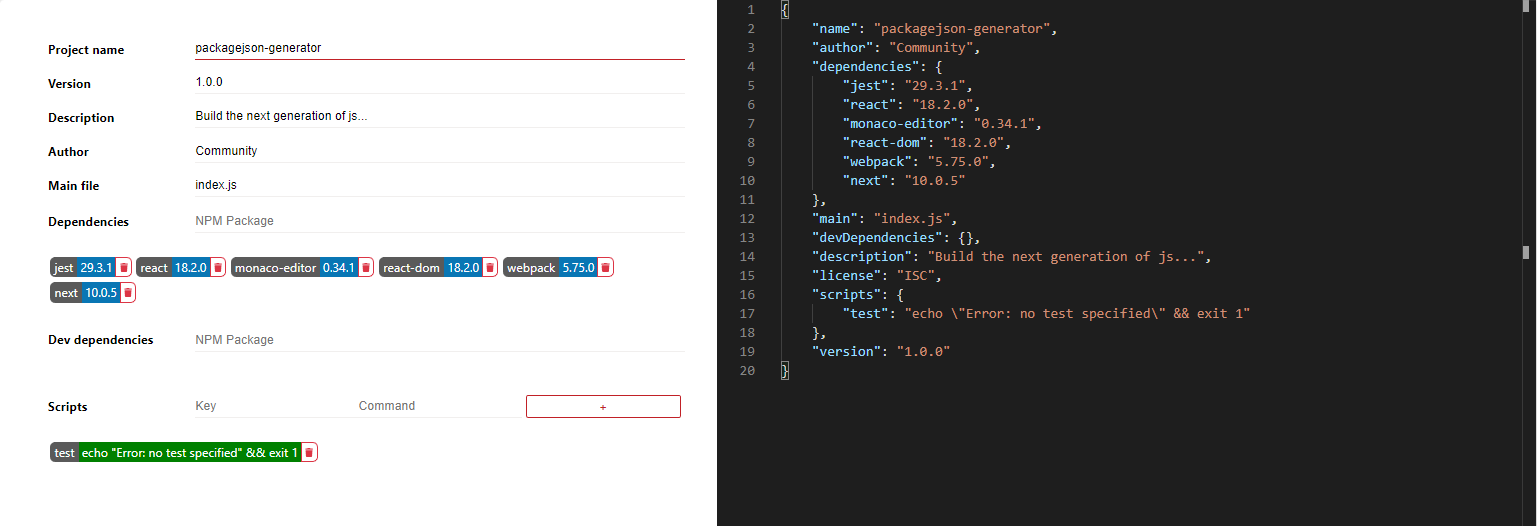 Project name packagejson-generator
Version 1.0.0
Description Build the next generation of js...
Author Community
Main file index.js
Dependencies NPM Package
jest 29.3.1 react 18.2.0 monaco-editor 0.34.1 react-dom 18.2.0 webpack 5.75.0
next 10.0.5
Dev dependencies NPM Package
Scripts Key Command +
test echo "Error: no test specified" && exit 1
1 {
2 "name": "packagejson-generator",
3 "author": "Community",
4 "dependencies": {
5 "jest": "29.3.1",
6 "react": "18.2.0",
7 "monaco-editor": "0.34.1",
8 "react-dom": "18.2.0",
9 "webpack": "5.75.0",
10 "next": "10.0.5"
11 },
12 "main": "index.js",
13 "devDependencies": {},
14 "description": "Build the next generation of js...",
15 "license": "ISC",
16 "scripts": {
17 "test": "echo \"Error: no test specified\" && exit 1"
18 },
19 "version": "1.0.0"
20 }